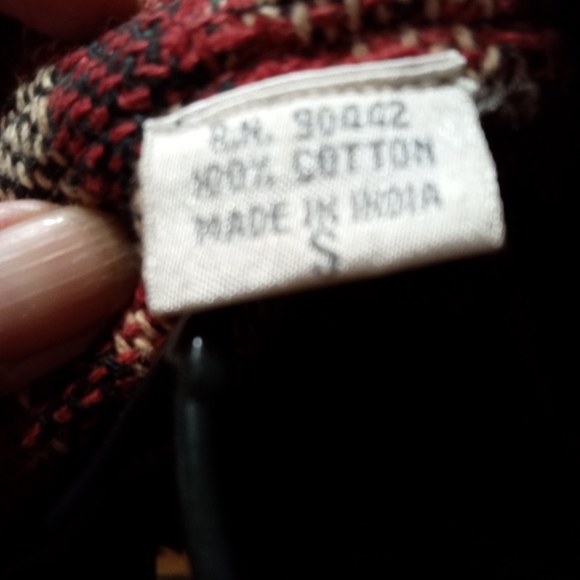 R.N. 90442
100% COTTON
MADE IN INDIA
S